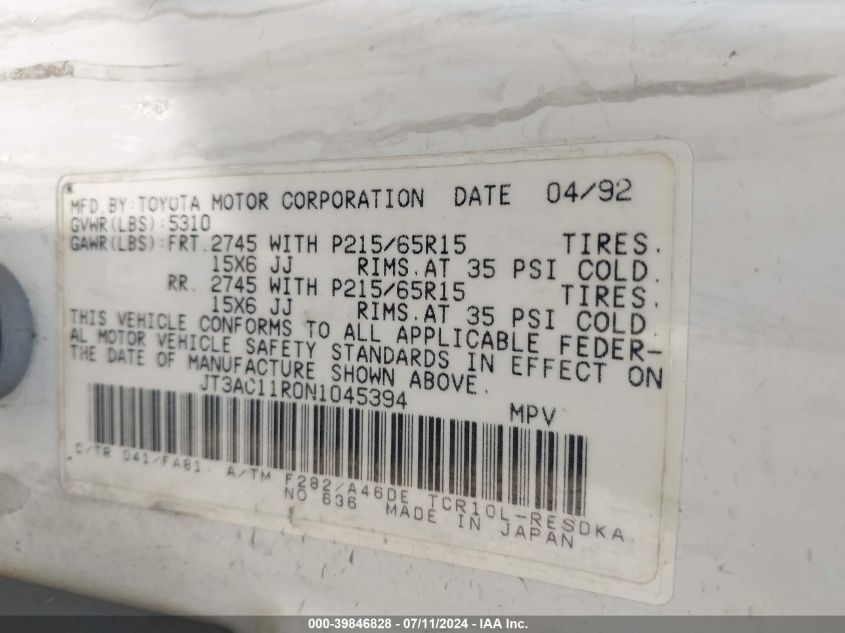 MFD. BY: TOYOTA MOTOR CORPORATION DATE 04/92
GVWR(LBS):5310
GAWR(LBS):FRT. 2745 WITH P215/65R15 TIRES.
15X6 JJ RIMS. AT 35 PSI COLD.
RR. 2745 WITH P215/65R15 TIRES.
15X6 JJ RIMS. AT 35 PSI COLD.
THIS VEHICLE CONFORMS TO ALL APPLICABLE FEDER-
AL MOTOR VEHICLE SAFETY STANDARDS IN EFFECT ON
THE DATE OF MANUFACTURE SHOWN ABOVE.
JT3AC11R0N1045394 MPV
C/TR 041/FA81. A/TM F282/A46DE TCR10L-RESDKA
NO 636 MADE IN JAPAN
000-39846828 - 07/11/2024 - IAA Inc.